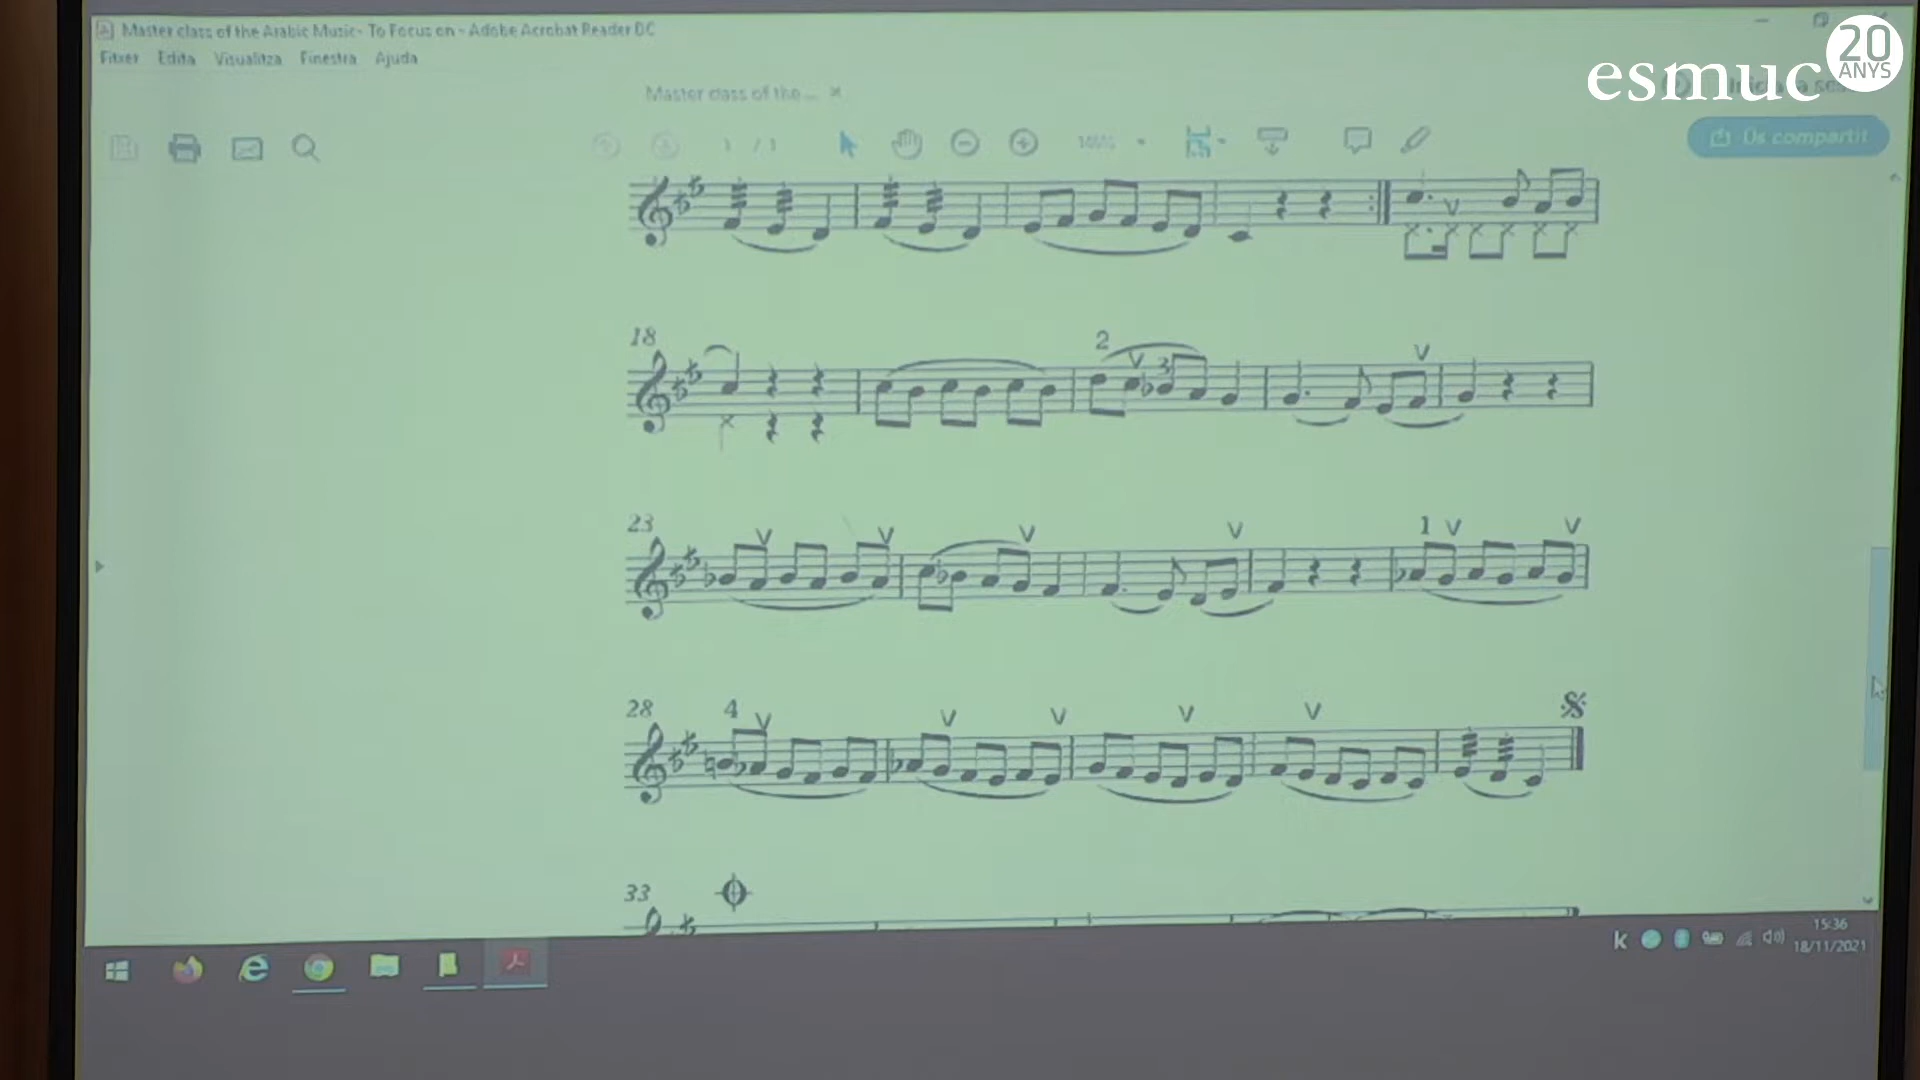 Master class of the Arabic Music - To Focus on - Adobe Acrobat Reader DC
Fitxer Edita Visualitza Finestra Ajuda
esmuc 20 ANYS
Master class of the ... ×
1 / 1
Ús compartit
18
2
3
23
1
28
4
33
k
15:36
18/11/2021